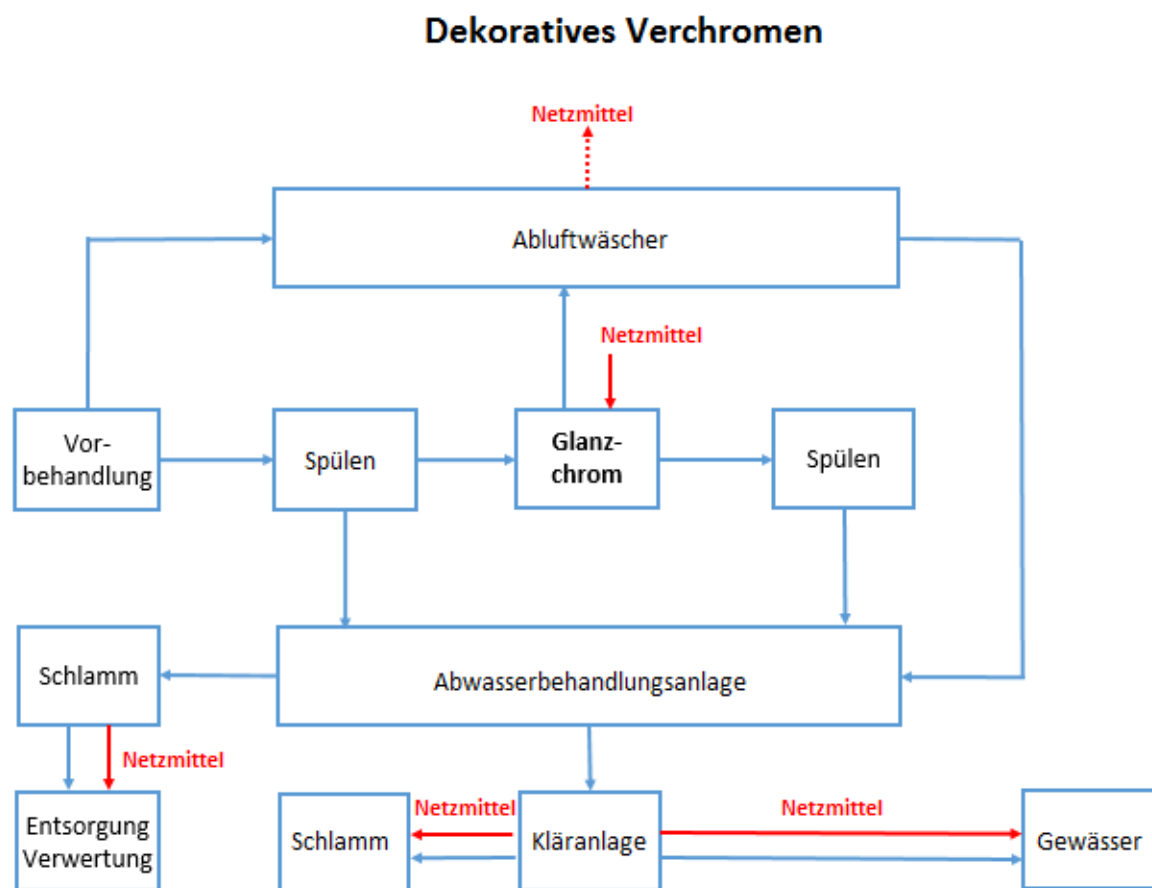 Dekoratives Verchromen
Netzmittel
Abluftwäscher
Netzmittel
Vor-
behandlung
Spülen
Glanz-
chrom
Spülen
Schlamm
Abwasserbehandlungsanlage
Netzmittel
Entsorgung
Verwertung
Schlamm
Netzmittel
Kläranlage
Netzmittel
Gewässer